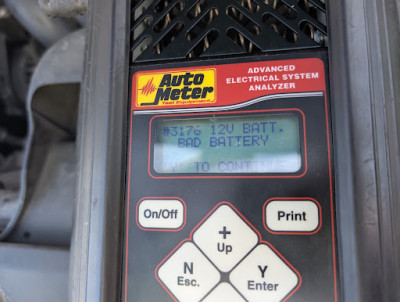 Auto
Meter
Test Equipment
ADVANCED
ELECTRICAL SYSTEM
ANALYZER
#3176 12V BATT.
BAD BATTERY
Y TO CONTINUE
On/Off
+
Up
Print
N
Esc.
Y
Enter